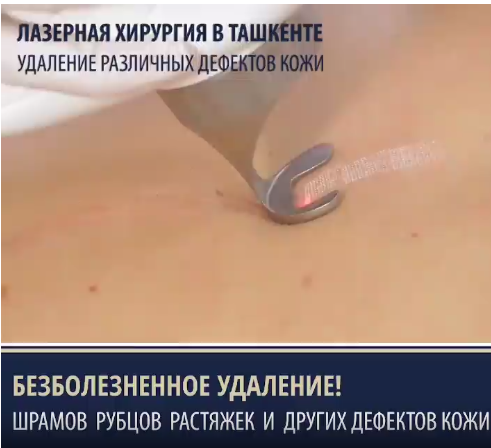 ЛАЗЕРНАЯ ХИРУРГИЯ В ТАШКЕНТЕ
УДАЛЕНИЕ РАЗЛИЧНЫХ ДЕФЕКТОВ КОЖИ
БЕЗБОЛЕЗНЕННОЕ УДАЛЕНИЕ!
ШРАМОВ РУБЦОВ РАСТЯЖЕК И ДРУГИХ ДЕФЕКТОВ КОЖИ